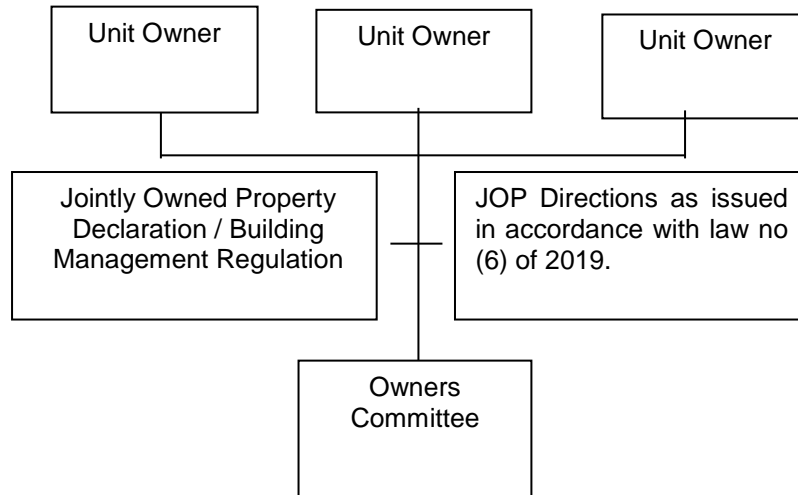 Unit Owner
Unit Owner
Unit Owner
Jointly Owned Property
Declaration / Building
Management Regulation
JOP Directions as issued
in accordance with law no
(6) of 2019.
Owners
Committee